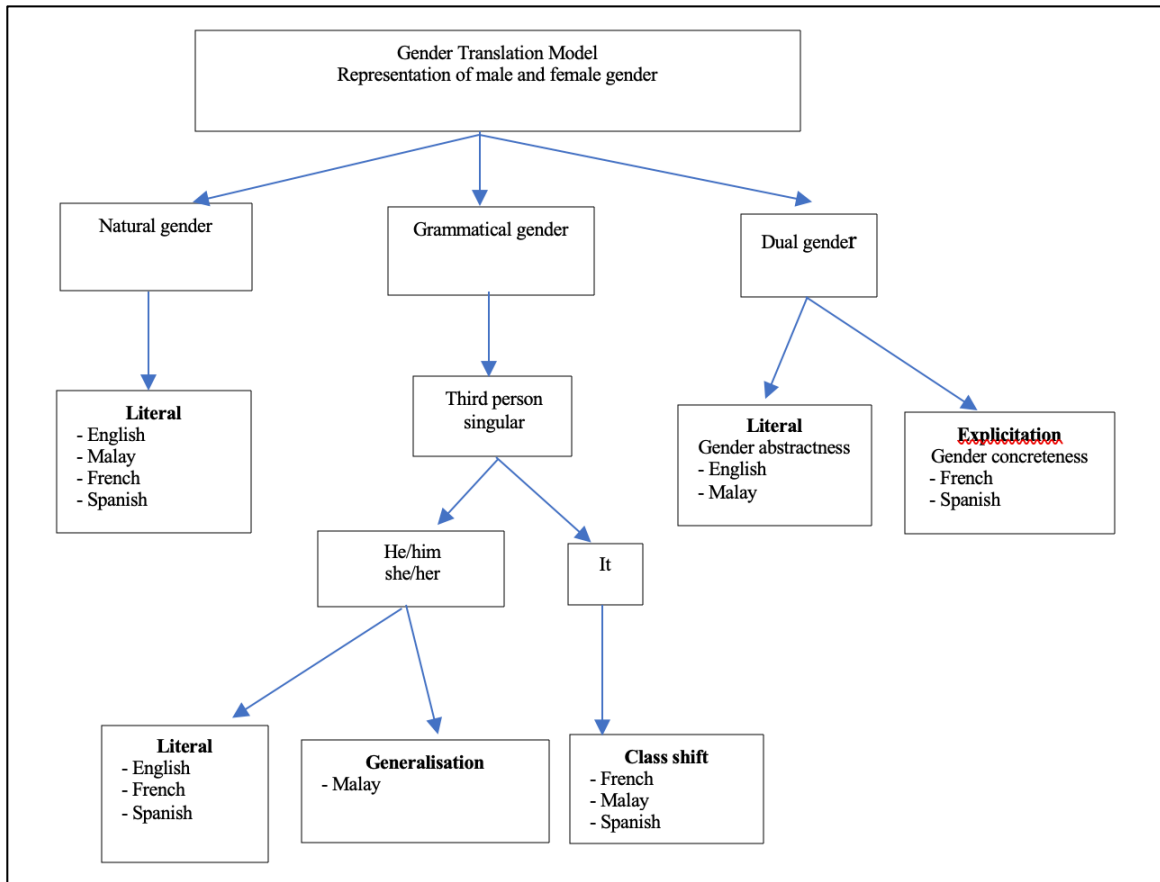 Gender Translation Model
Representation of male and female gender
Natural gender
Grammatical gender
Dual gender
Literal
- English
- Malay
- French
- Spanish
Third person
singular
Literal
Gender abstractness
- English
- Malay
Explicitation
Gender concreteness
- French
- Spanish
He/him
she/her
It
Literal
- English
- French
- Spanish
Generalisation
- Malay
Class shift
- French
- Malay
- Spanish